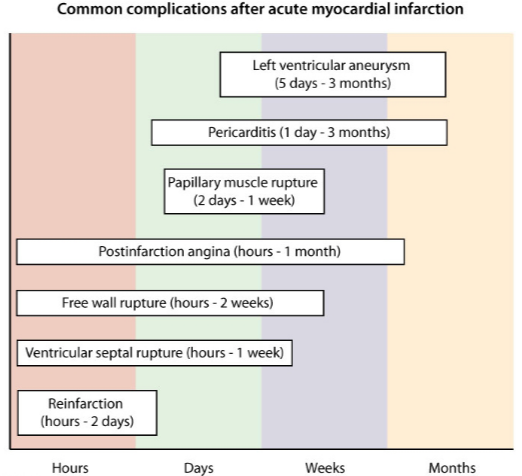 Common complications after acute myocardial infarction
Left ventricular aneurysm
(5 days - 3 months)
Pericarditis (1 day - 3 months)
Papillary muscle rupture
(2 days - 1 week)
Postinfarction angina (hours - 1 month)
Free wall rupture (hours - 2 weeks)
Ventricular septal rupture (hours - 1 week)
Reinfarction
(hours - 2 days)
Hours Days Weeks Months